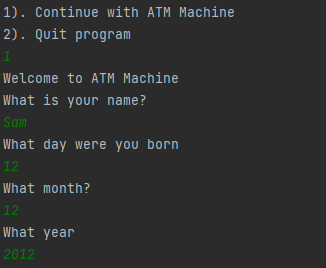 1). Continue with ATM Machine
2). Quit program
1
Welcome to ATM Machine
What is your name?
Sam
What day were you born
12
What month?
12
What year
2012